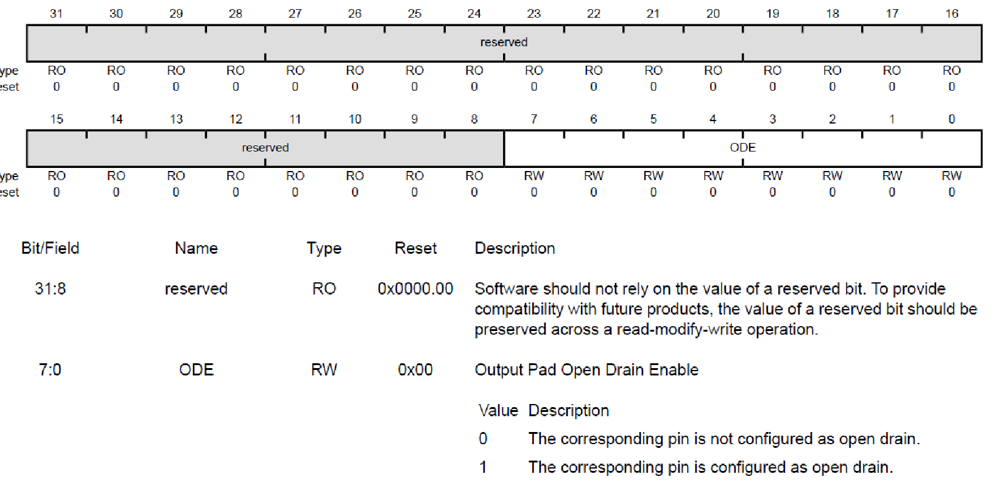 31 30 29 28 27 26 25 24 23 22 21 20 19 18 17 16
reserved
ype RO RO RO RO RO RO RO RO RO RO RO RO RO RO RO RO
eset 0 0 0 0 0 0 0 0 0 0 0 0 0 0 0 0
15 14 13 12 11 10 9 8 7 6 5 4 3 2 1 0
reserved ODE
ype RO RO RO RO RO RO RO RO RW RW RW RW RW RW RW RW
eset 0 0 0 0 0 0 0 0 0 0 0 0 0 0 0 0
Bit/Field Name Type Reset Description
31:8 reserved RO 0x0000.00 Software should not rely on the value of a reserved bit. To provide
compatibility with future products, the value of a reserved bit should be
preserved across a read-modify-write operation.
7:0 ODE RW 0x00 Output Pad Open Drain Enable
Value Description
0 The corresponding pin is not configured as open drain.
1 The corresponding pin is configured as open drain.